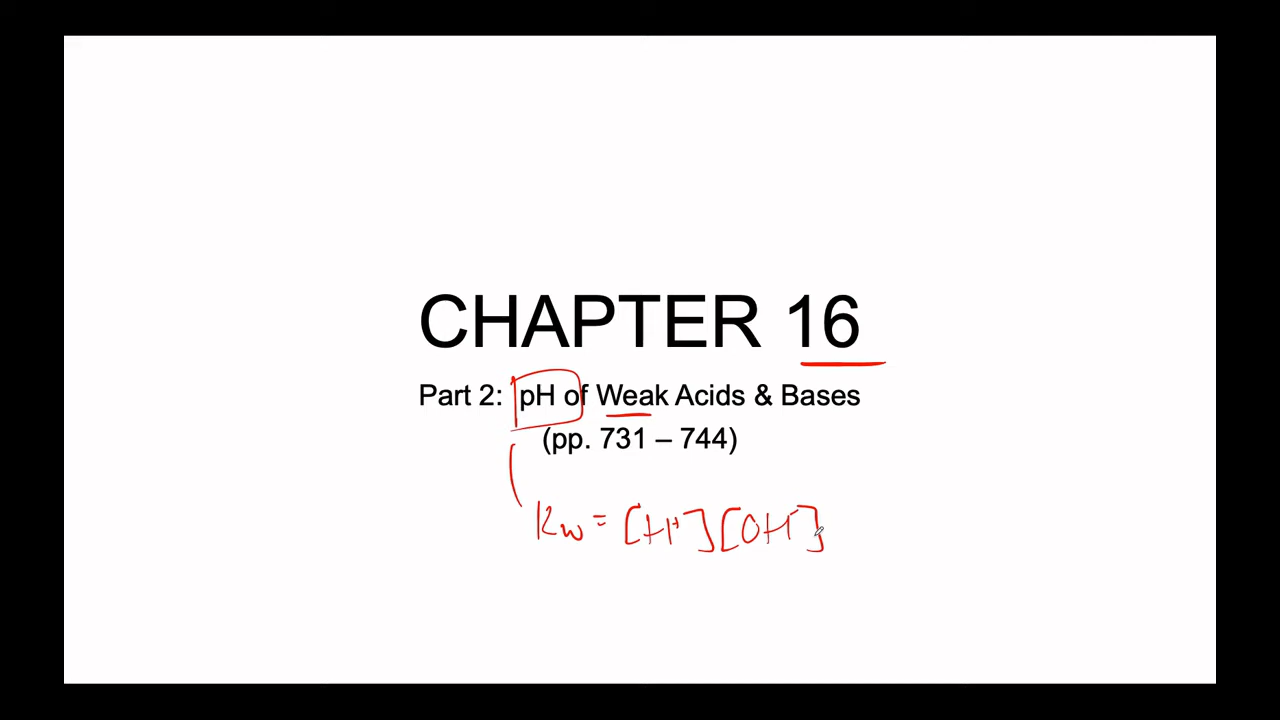 CHAPTER 16
Part 2: pH of Weak Acids & Bases
(pp. 731 – 744)
Kw = [H⁺][OH⁻]